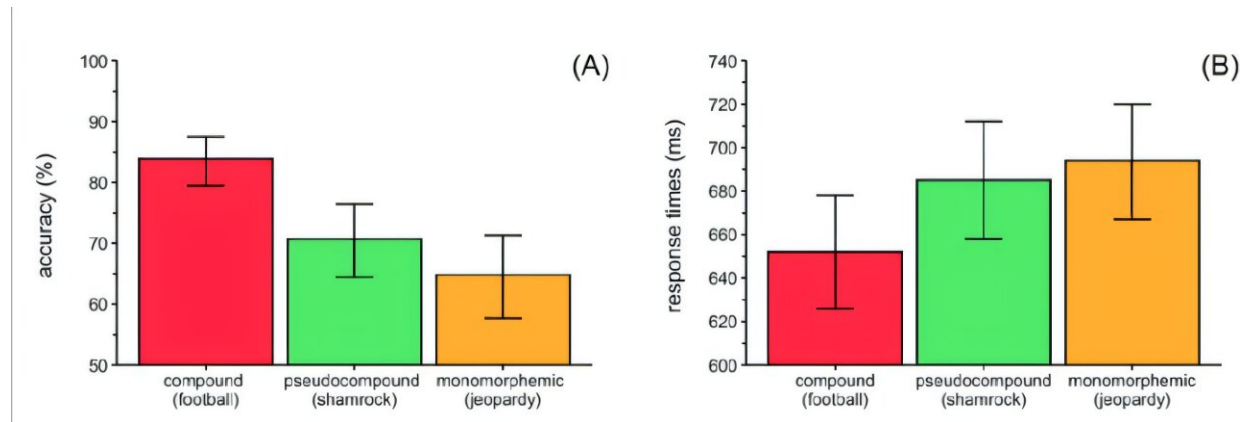 (A)
accuracy (%)
100
90
80
70
60
50
compound
(football)
pseudocompound
(shamrock)
monomorphemic
(jeopardy)
(B)
response times (ms)
740
720
700
680
660
640
620
600
compound
(football)
pseudocompound
(shamrock)
monomorphemic
(jeopardy)